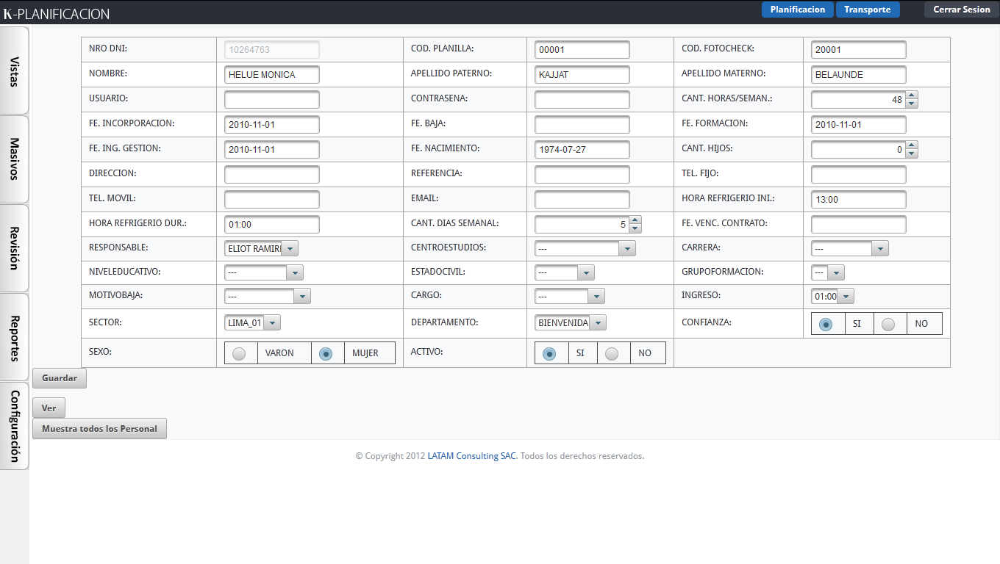 K-PLANIFICACION Planificacion Transporte Cerrar Sesion
Vistas
Masivos
Revisión
Reportes
Configuración
NRO DNI: 10264763 COD. PLANILLA: 00001 COD. FOTOCHECK: 20001
NOMBRE: HELUE MONICA APELLIDO PATERNO: KAJJAT APELLIDO MATERNO: BELAUNDE
USUARIO: CONTRASENA: CANT. HORAS/SEMAN.: 48
FE. INCORPORACION: 2010-11-01 FE. BAJA: FE. FORMACION: 2010-11-01
FE. ING. GESTION: 2010-11-01 FE. NACIMIENTO: 1974-07-27 CANT. HIJOS: 0
DIRECCION: REFERENCIA: TEL. FIJO:
TEL. MOVIL: EMAIL: HORA REFRIGERIO INI.: 13:00
HORA REFRIGERIO DUR.: 01:00 CANT. DIAS SEMANAL: 5 FE. VENC. CONTRATO:
RESPONSABLE: ELIOT RAMIR CENTROESTUDIOS: --- CARRERA: ---
NIVELEDUCATIVO: --- ESTADOCIVIL: --- GRUPOFORMACION: ---
MOTIVOBAJA: --- CARGO: --- INGRESO: 01:00
SECTOR: LIMA_01 DEPARTAMENTO: BIENVENIDA CONFIANZA: SI NO
SEXO: VARON MUJER ACTIVO: SI NO
Guardar
Ver
Muestra todos los Personal
© Copyright 2012 LATAM Consulting SAC. Todos los derechos reservados.